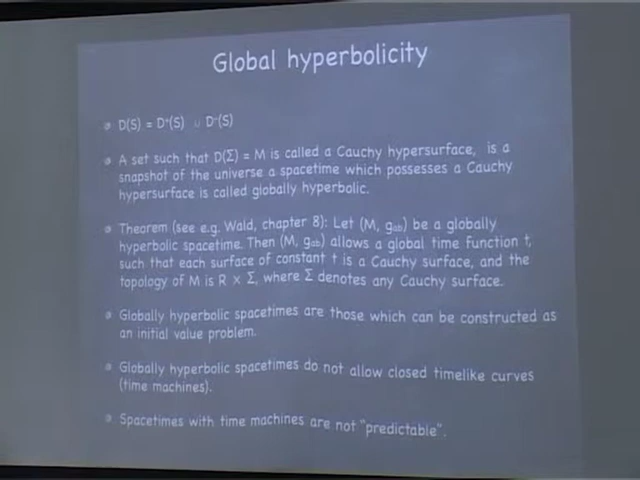 Global hyperbolicity
D(S) = D⁺(S) ∪ D⁻(S)
A set such that D(Σ) = M is called a Cauchy hypersurface, is a
snapshot of the universe a spacetime which possesses a Cauchy
hypersurface is called globally hyperbolic.
Theorem (see e.g. Wald, chapter 8): Let (M, gₐb) be a globally
hyperbolic spacetime. Then (M, gₐb) allows a global time function t,
such that each surface of constant t is a Cauchy surface, and the
topology of M is R × Σ, where Σ denotes any Cauchy surface.
Globally hyperbolic spacetimes are those which can be constructed as
an initial value problem.
Globally hyperbolic spacetimes do not allow closed timelike curves
(time machines).
Spacetimes with time machines are not "predictable".